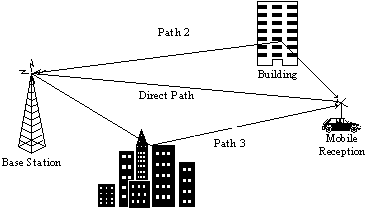 Path 2
Building
Direct Path
Base Station
Path 3
Mobile
Reception